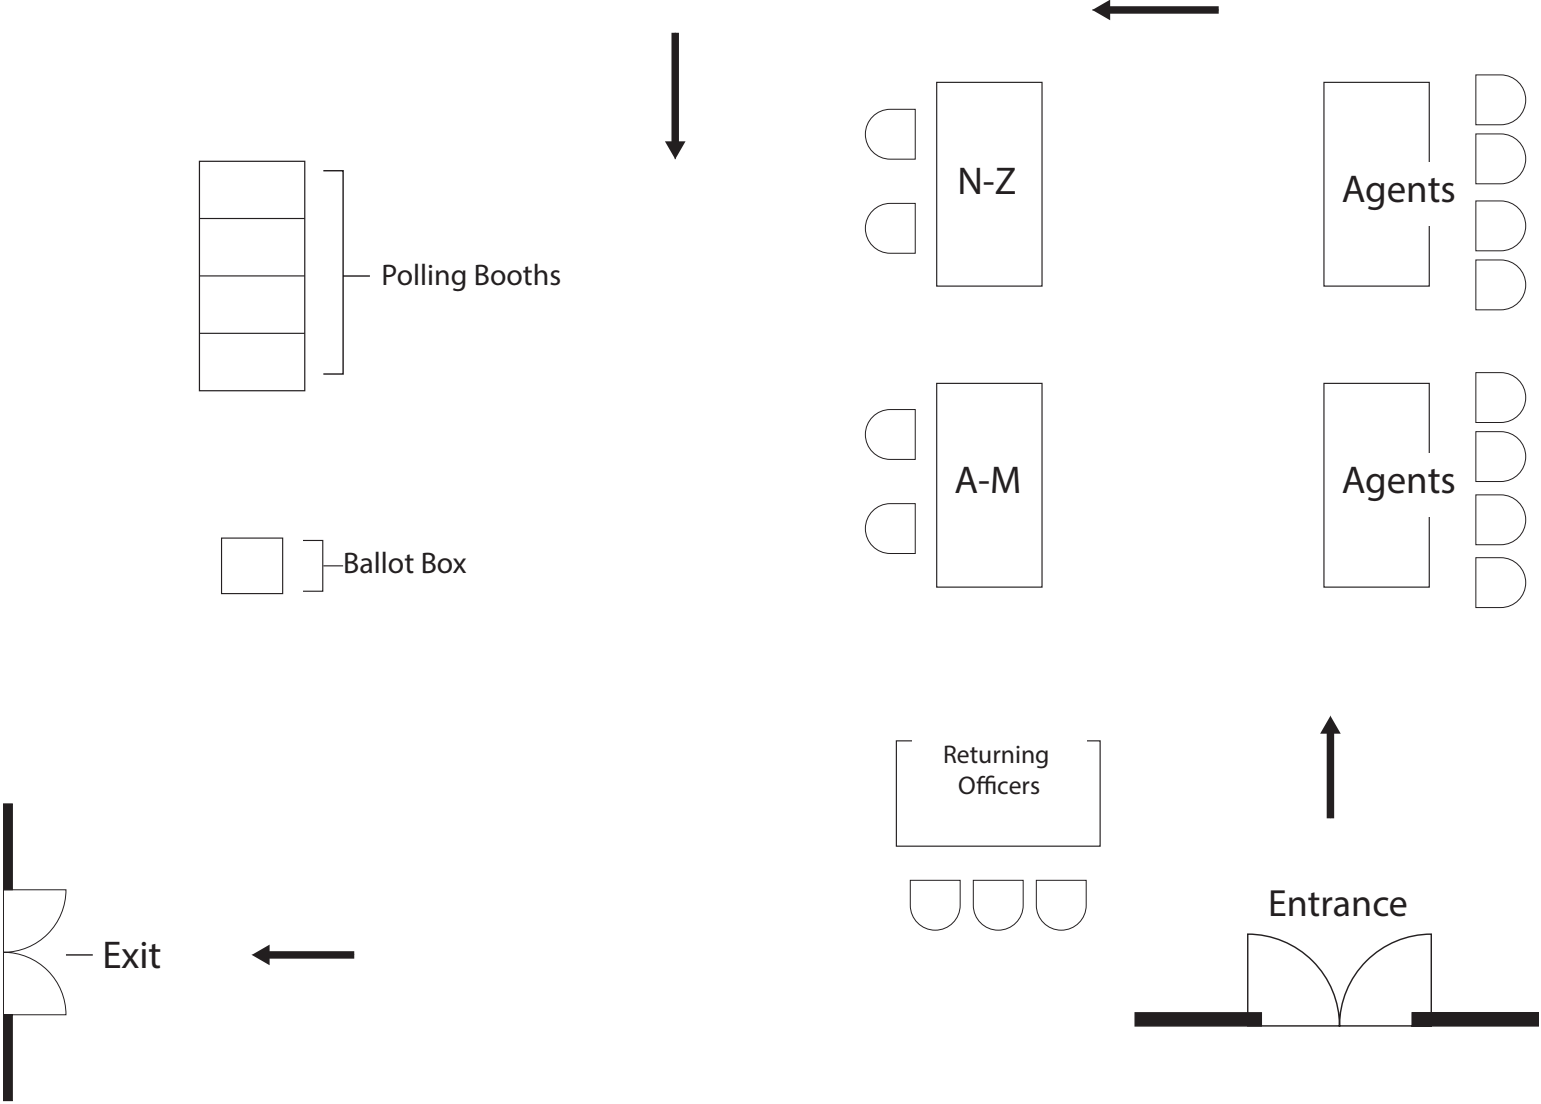 N-Z
Agents
Polling Booths
A-M
Agents
Ballot Box
Returning
Officers
Entrance
Exit